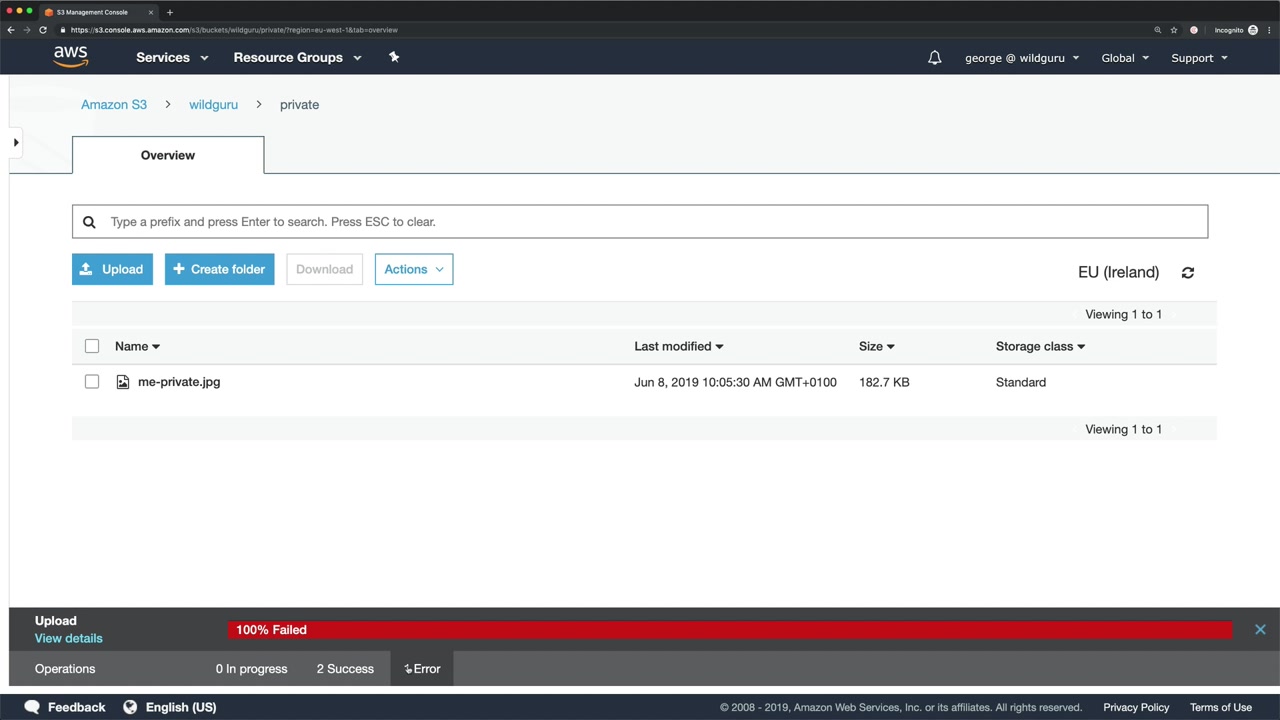 S3 Management Console
https://s3.console.aws.amazon.com/s3/buckets/wildguru/private/?region=eu-west-1&tab=overview
Incognito
aws Services Resource Groups george @ wildguru Global Support
Amazon S3 > wildguru > private
Overview
Type a prefix and press Enter to search. Press ESC to clear.
Upload Create folder Download Actions EU (Ireland)
Viewing 1 to 1
Name Last modified Size Storage class
me-private.jpg Jun 8, 2019 10:05:30 AM GMT+0100 182.7 KB Standard
Viewing 1 to 1
Upload
100% Failed
View details
Operations 0 In progress 2 Success Error
Feedback English (US) © 2008 - 2019, Amazon Web Services, Inc. or its affiliates. All rights reserved. Privacy Policy Terms of Use